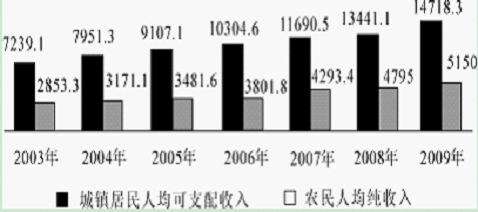 7239.1 7951.3 9107.1 10304.6 11690.5 13441.1 14718.3
2853.3 3171.1 3481.6 3801.8 4293.4 4795 5150
2003年 2004年 2005年 2006年 2007年 2008年 2009年
城镇居民人均可支配收入 农民人均纯收入